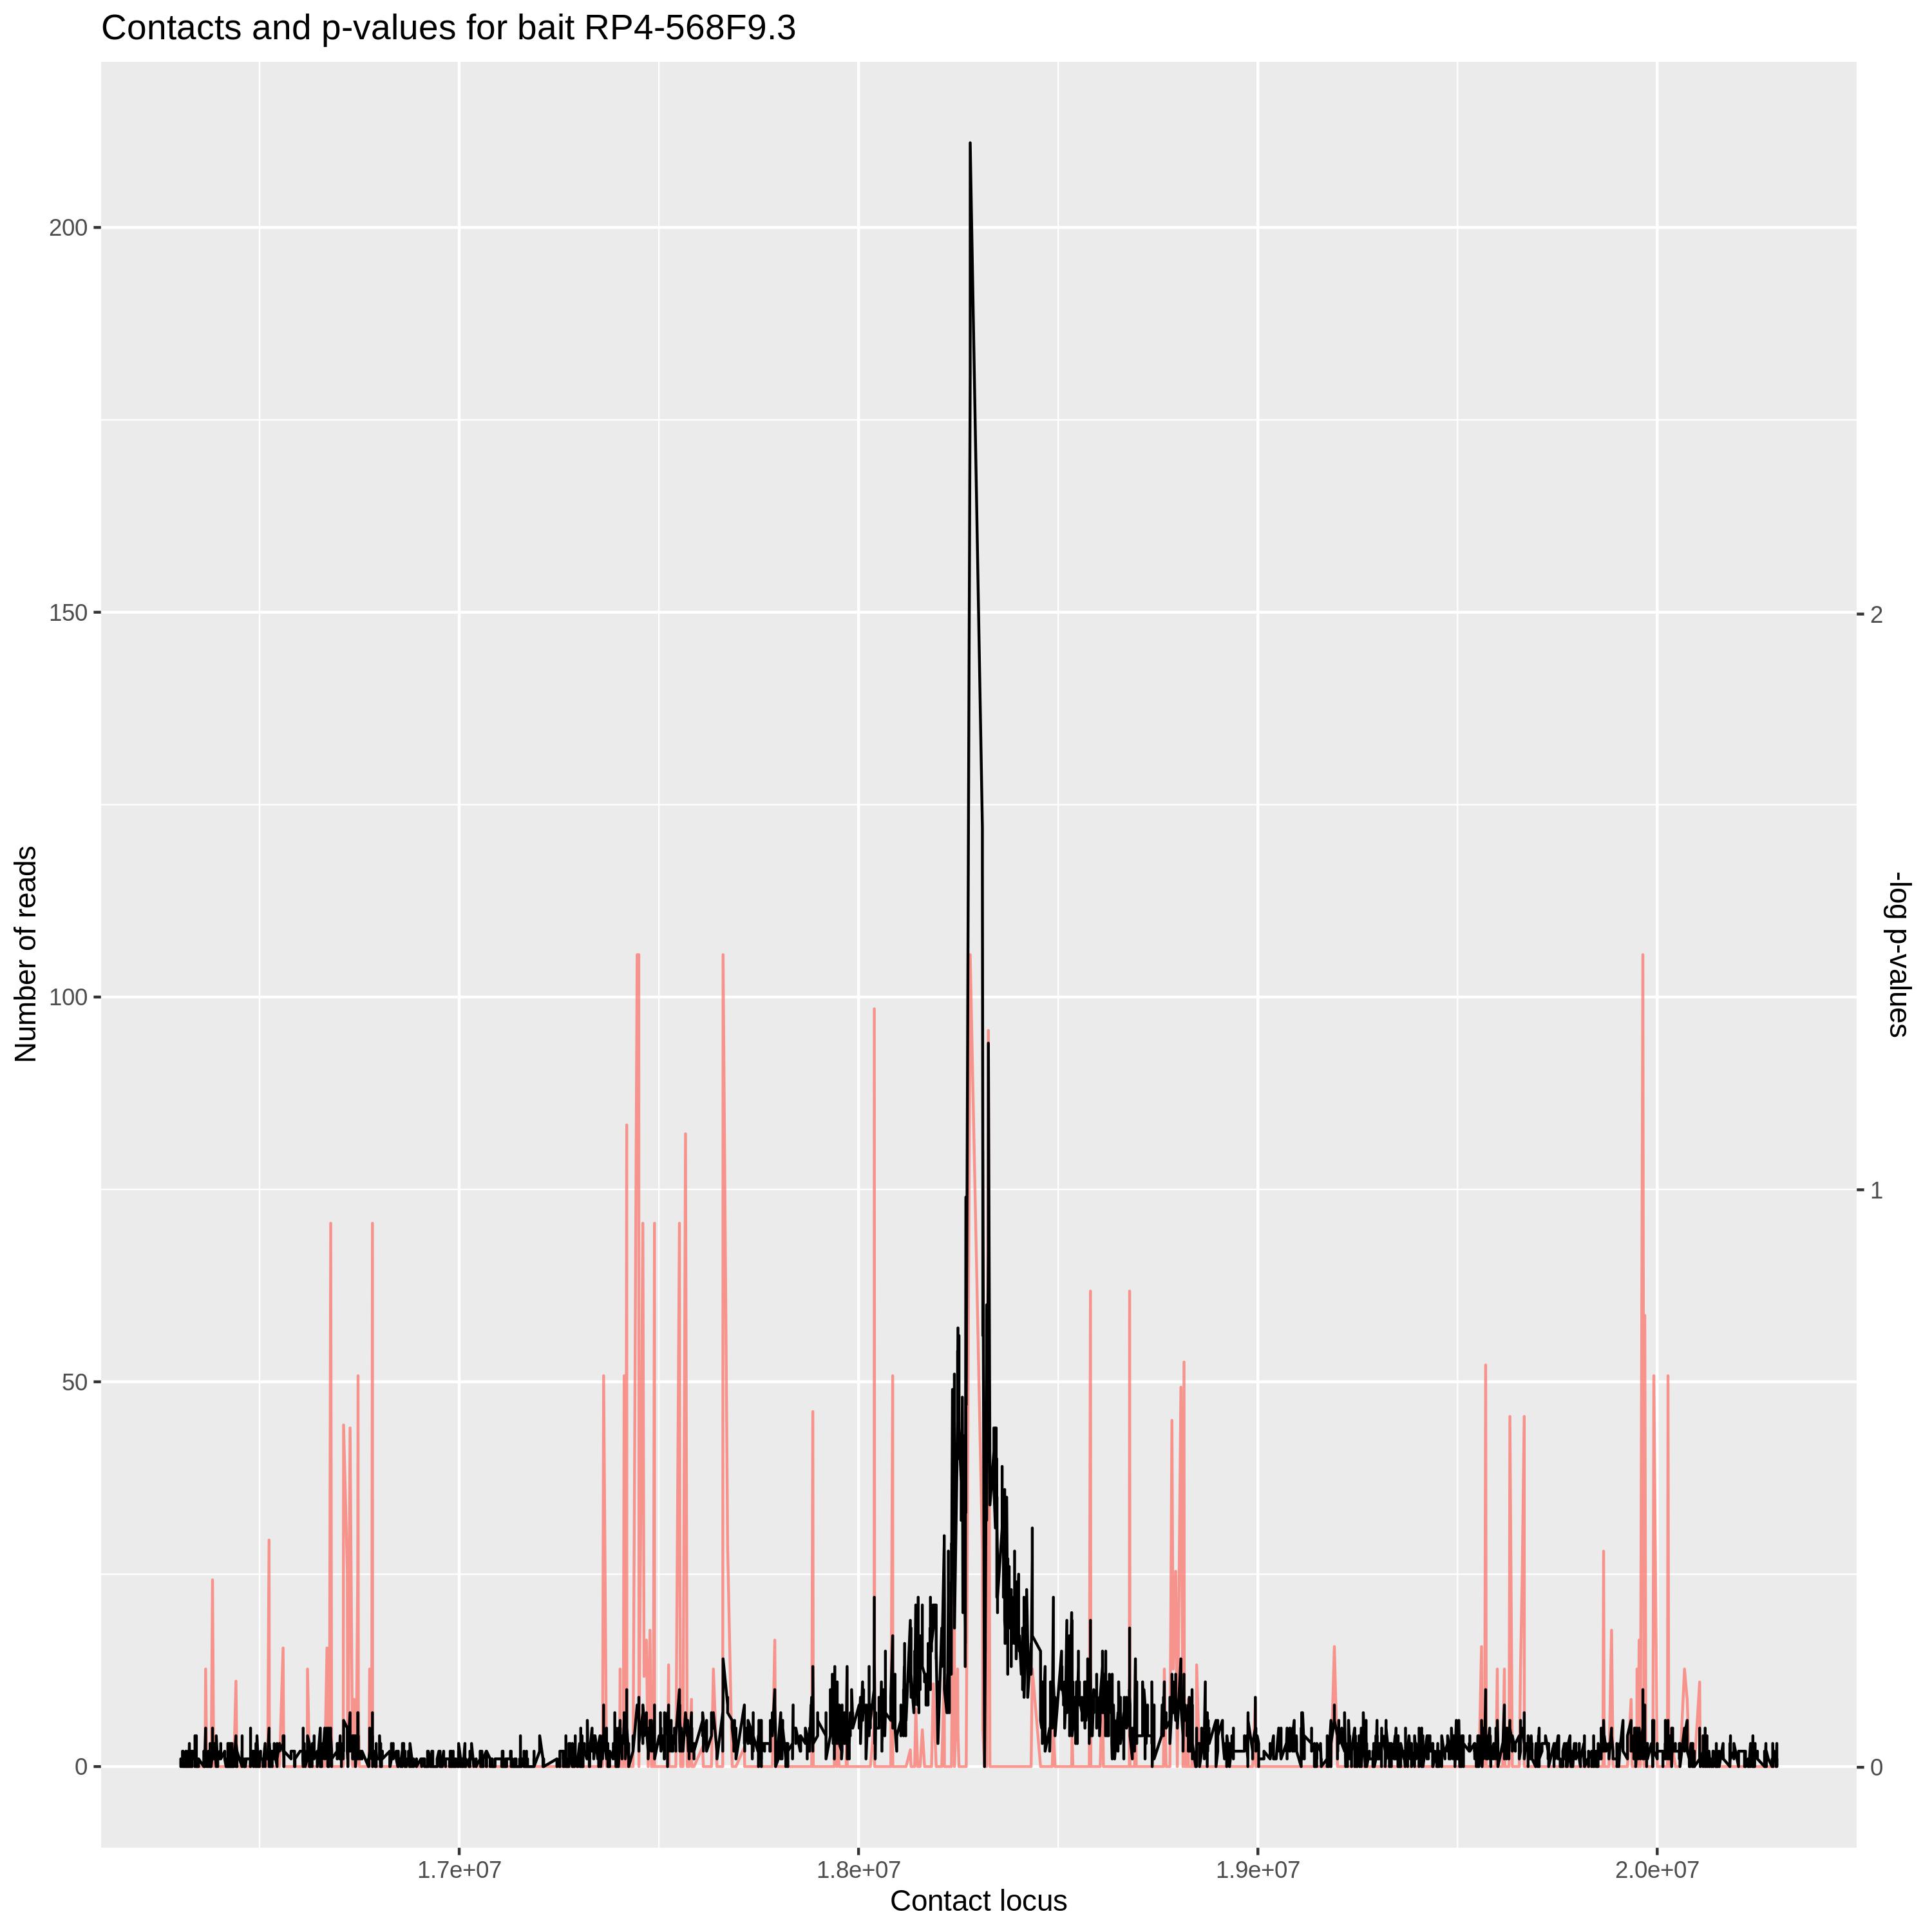 Contacts and p-values for bait RP4-568F9.3
200
150
100
50
0
Number of reads
2
1
0
-log p-values
1.7e+07
1.8e+07
1.9e+07
2.0e+07
Contact locus